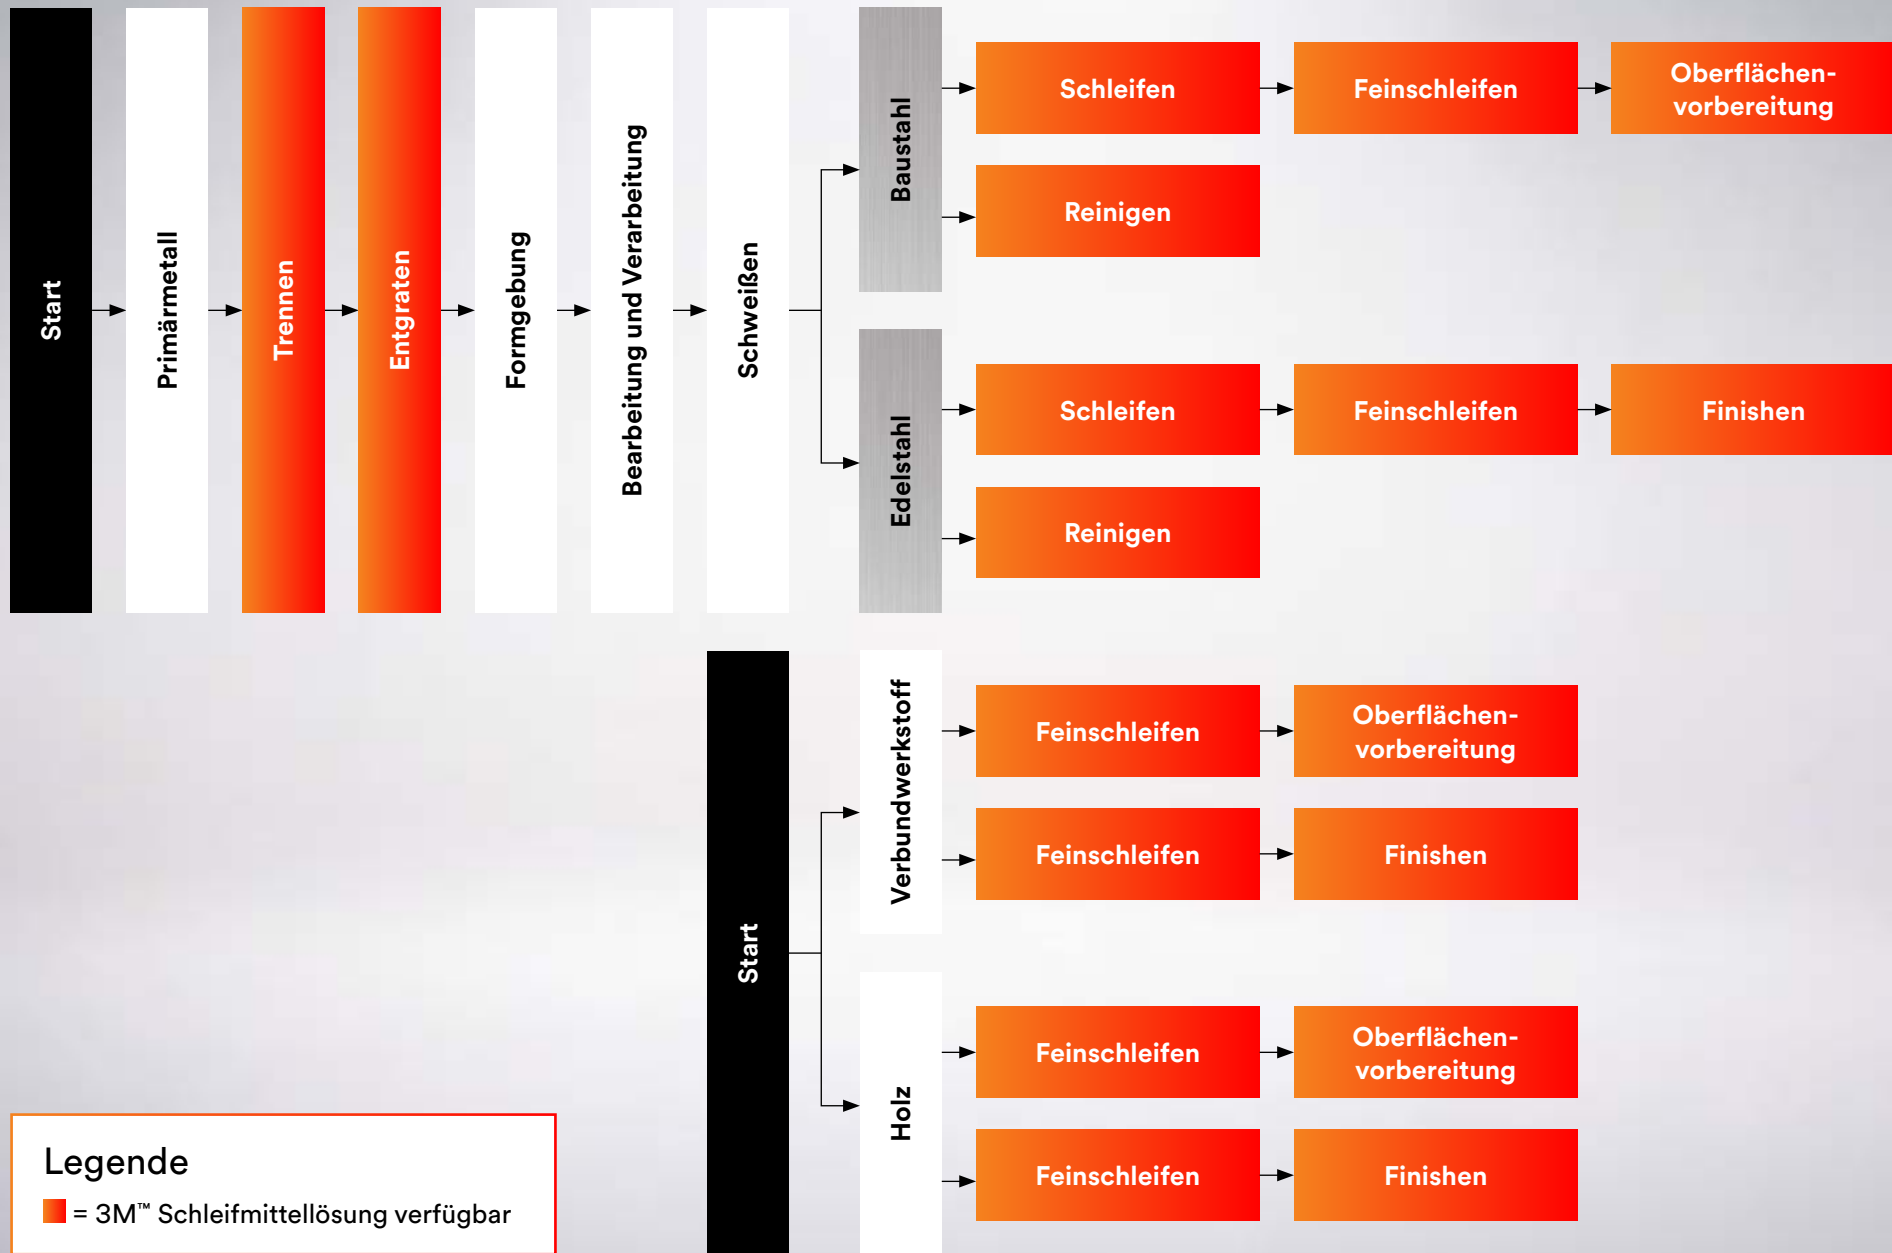 Start
Primärmetall
Trennen
Entgraten
Formgebung
Bearbeitung und Verarbeitung
Schweißen
Baustahl
Schleifen
Feinschleifen
Oberflächen-
vorbereitung
Reinigen
Edelstahl
Schleifen
Feinschleifen
Finishen
Reinigen
Start
Verbundwerkstoff
Feinschleifen
Oberflächen-
vorbereitung
Feinschleifen
Finishen
Holz
Feinschleifen
Oberflächen-
vorbereitung
Feinschleifen
Finishen
Legende
= 3M™ Schleifmittellösung verfügbar